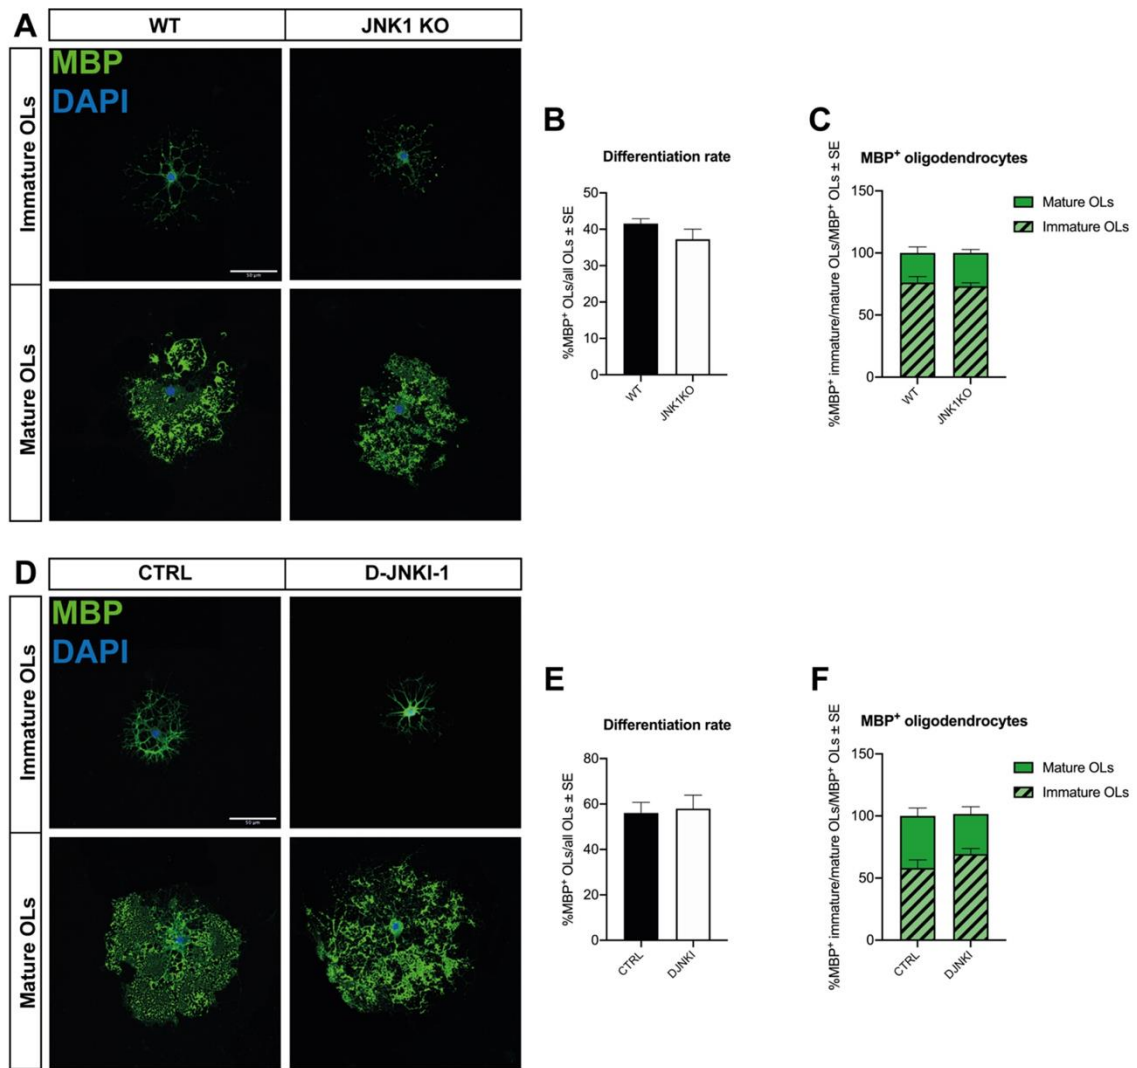 A
WT
JNK1 KO
Immature OLs
Mature OLs
MBP
DAPI
50 µm
B
Differentiation rate
%MBP⁺ OLs/all OLs ± SE
50
40
30
20
10
0
WT
JNK1KO
C
MBP⁺ oligodendrocytes
%MBP⁺ immature/mature OLs/MBP⁺ OLs ± SE
150
100
50
0
WT
JNK1KO
Mature OLs
Immature OLs
D
CTRL
D-JNKI-1
Immature OLs
Mature OLs
MBP
DAPI
50 µm
E
Differentiation rate
%MBP⁺ OLs/all OLs ± SE
80
60
40
20
0
CTRL
DJNKI
F
MBP⁺ oligodendrocytes
%MBP⁺ immature/mature OLs/MBP⁺ OLs ± SE
150
100
50
0
CTRL
DJNKI
Mature OLs
Immature OLs